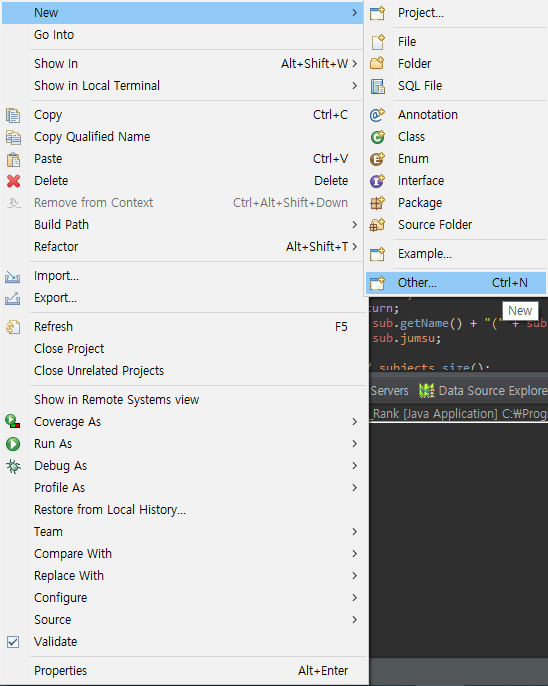 New
Go Into
Show In Alt+Shift+W
Show in Local Terminal
Copy Ctrl+C
Copy Qualified Name
Paste Ctrl+V
Delete Delete
Remove from Context Ctrl+Alt+Shift+Down
Build Path
Refactor Alt+Shift+T
Import...
Export...
Refresh F5
Close Project
Close Unrelated Projects
Show in Remote Systems view
Coverage As
Run As
Debug As
Profile As
Restore from Local History...
Team
Compare With
Replace With
Configure
Source
Validate
Properties Alt+Enter
Project...
File
Folder
SQL File
Annotation
Class
Enum
Interface
Package
Source Folder
Example...
Other... Ctrl+N
New
turn;
sub.getName() + "(" + sub
sub.jumsu;
/ subjects.size();
Servers Data Source Explore
_Rank [Java Application] C:₩Prog